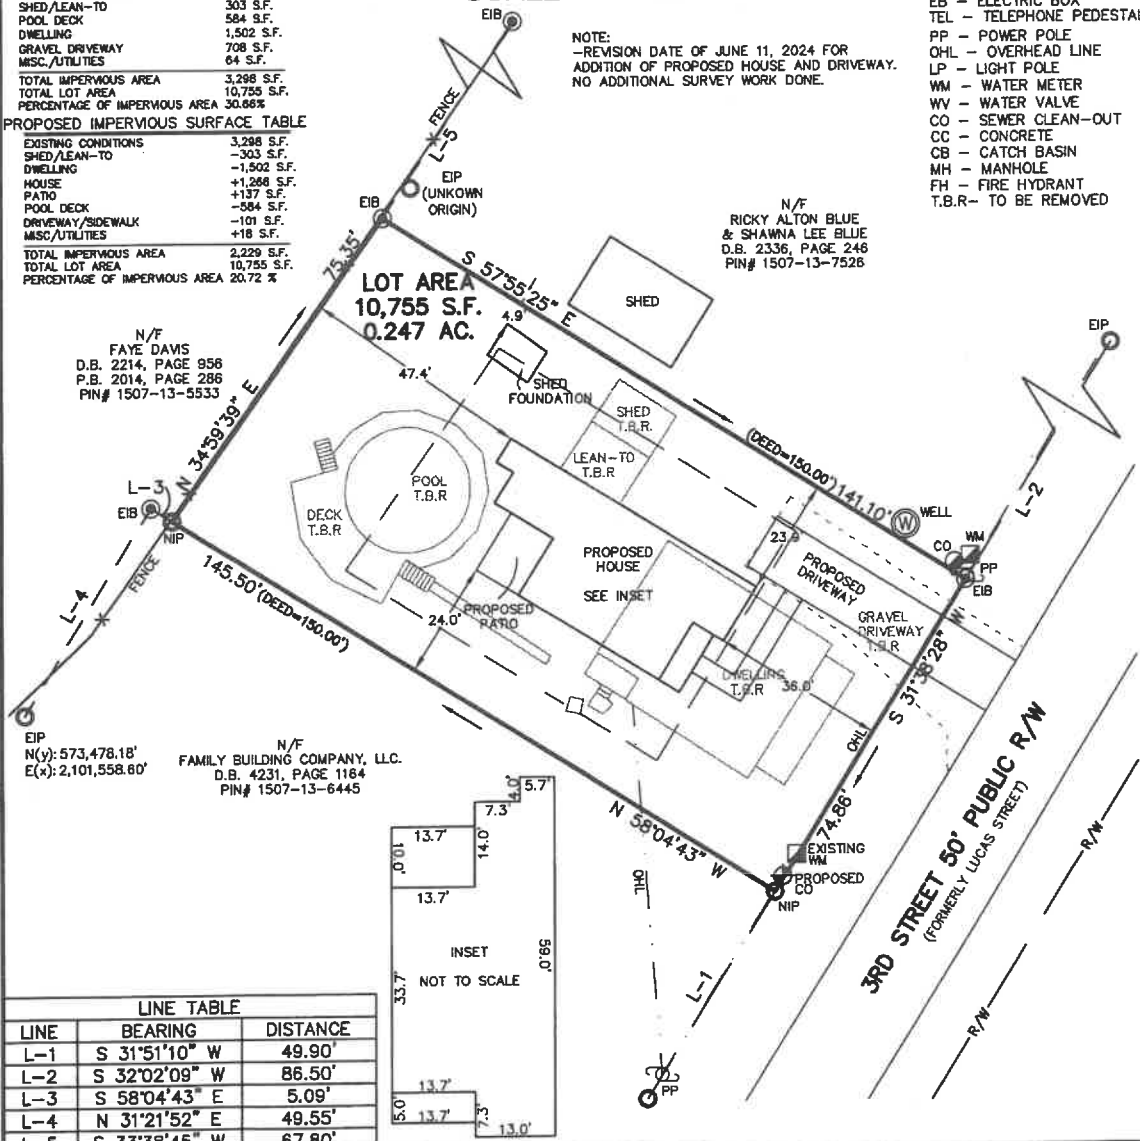 SHED/LEAN-TO 303 S.F.
POOL DECK 584 S.F.
DWELLING 1,502 S.F.
GRAVEL DRIVEWAY 708 S.F.
MISC./UTILITIES 64 S.F.
TOTAL IMPERVIOUS AREA 3,298 S.F.
TOTAL LOT AREA 10,755 S.F.
PERCENTAGE OF IMPERVIOUS AREA 30.66%
PROPOSED IMPERVIOUS SURFACE TABLE
EXISTING CONDITIONS 3,298 S.F.
SHED/LEAN-TO -303 S.F.
DWELLING -1,502 S.F.
HOUSE +1,266 S.F.
PATIO +137 S.F.
POOL DECK -584 S.F.
DRIVEWAY/SIDEWALK -101 S.F.
MISC/UTILITIES +18 S.F.
TOTAL IMPERVIOUS AREA 2,229 S.F.
TOTAL LOT AREA 10,755 S.F.
PERCENTAGE OF IMPERVIOUS AREA 20.72 %
NOTE:
-REVISION DATE OF JUNE 11, 2024 FOR
ADDITION OF PROPOSED HOUSE AND DRIVEWAY.
NO ADDITIONAL SURVEY WORK DONE.
EB - ELECTRIC BOX
TEL - TELEPHONE PEDESTAL
PP - POWER POLE
OHL - OVERHEAD LINE
LP - LIGHT POLE
WM - WATER METER
WV - WATER VALVE
CO - SEWER CLEAN-OUT
CC - CONCRETE
CB - CATCH BASIN
MH - MANHOLE
FH - FIRE HYDRANT
T.B.R- TO BE REMOVED
EIB
FENCE
L-5
EIP
(UNKOWN
ORIGIN)
EIB
N/F
RICKY ALTON BLUE
& SHAWNA LEE BLUE
D.B. 2336, PAGE 246
PIN# 1507-13-7526
75.35'
S 57°55'25" E
LOT AREA
10,755 S.F.
0.247 AC.
SHED
4.9'
EIP
N/F
FAYE DAVIS
D.B. 2214, PAGE 956
P.B. 2014, PAGE 286
PIN# 1507-13-5533
N 34°59'39" E
47.4'
SHED
FOUNDATION
SHED
T.B.R.
LEAN-TO
T.B.R
(DEED=150.00')
141.10'
L-3
EIB
NIP
POOL
T.B.R
DECK
T.B.R
WELL
W
L-2
CO
WM
PP
EIB
23.9
PROPOSED
HOUSE
SEE INSET
PROPOSED
DRIVEWAY
GRAVEL
DRIVEWAY
T.B.R
L-4
FENCE
145.50'
(DEED=150.00')
24.0'
PROPOSED
PATIO
DWELLING
T.B.R
36.0'
S 31°38'28" W
OHL
EIP
N(y): 573,478.18'
E(x): 2,101,558.60'
N/F
FAMILY BUILDING COMPANY, LLC.
D.B. 4231, PAGE 1164
PIN# 1507-13-6445
N 58°04'43" W
74.86'
EXISTING
WM
PROPOSED
CO
NIP
OHL
3RD STREET 50' PUBLIC R/W
(FORMERLY LUCAS STREET)
R/W
R/W
5.7'
4.0'
7.3'
13.7'
10.0'
14.0'
13.7'
INSET
NOT TO SCALE
59.0'
33.7'
13.7'
5.0'
13.7'
7.3'
13.0'
L-1
PP
LINE TABLE
LINE BEARING DISTANCE
L-1 S 31°51'10" W 49.90'
L-2 S 32°02'09" W 86.50'
L-3 S 58°04'43" E 5.09'
L-4 N 31°21'52" E 49.55'
L-5 S 33°38'45" W 67.80'